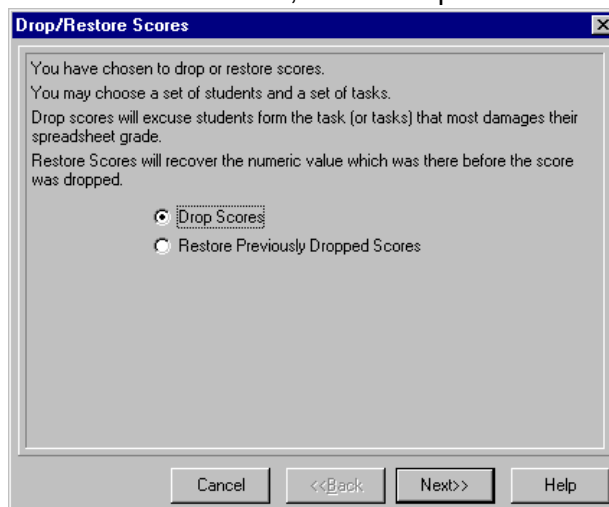 Drop/Restore Scores
You have chosen to drop or restore scores.
You may choose a set of students and a set of tasks.
Drop scores will excuse students form the task (or tasks) that most damages their
spreadsheet grade.
Restore Scores will recover the numeric value which was there before the score
was dropped.
Drop Scores
Restore Previously Dropped Scores
Cancel <<Back Next>> Help